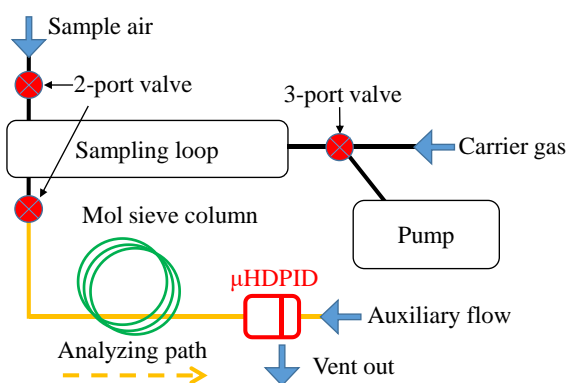 Sample air
2-port valve
3-port valve
Sampling loop
Carrier gas
Mol sieve column
Pump
μHDPID
Auxiliary flow
Analyzing path
Vent out